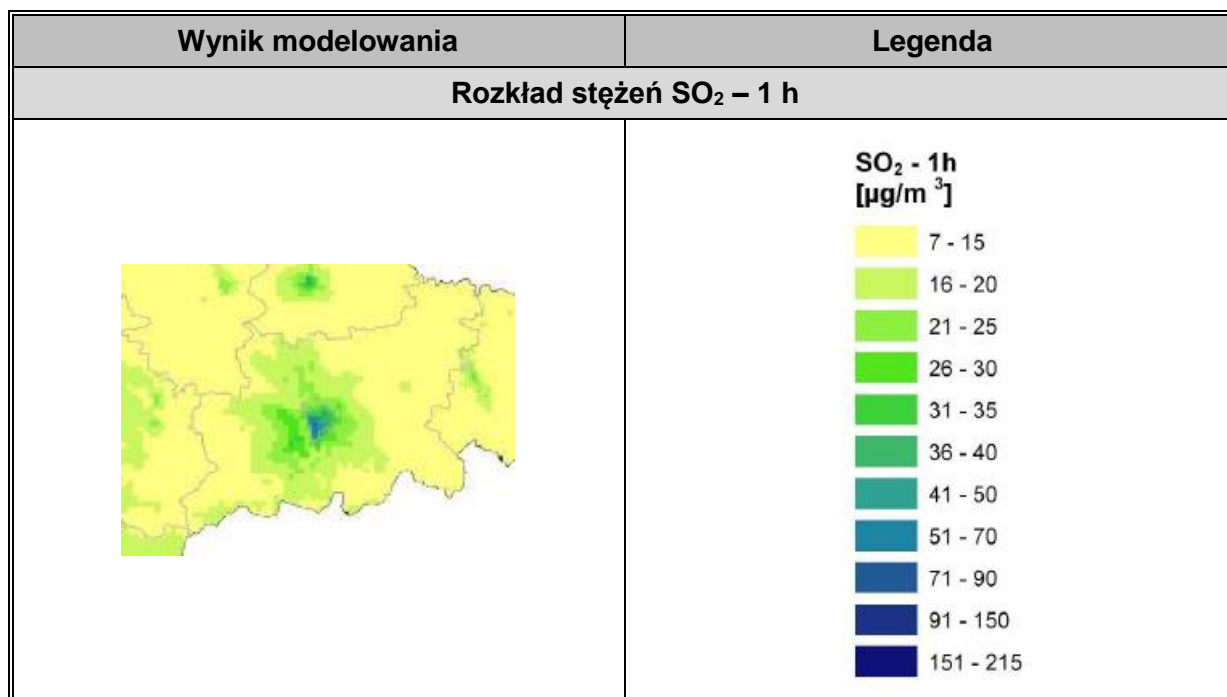 Wynik modelowania
Legenda
Rozkład stężeń SO₂ – 1 h
SO₂ - 1h
[µg/m ³]
7 - 15
16 - 20
21 - 25
26 - 30
31 - 35
36 - 40
41 - 50
51 - 70
71 - 90
91 - 150
151 - 215